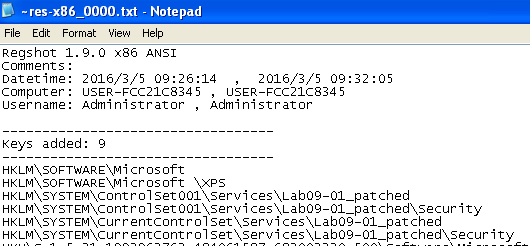 ~res-x86_0000.txt - Notepad
File Edit Format View Help
Regshot 1.9.0 x86 ANSI
Comments:
Datetime: 2016/3/5 09:26:14 , 2016/3/5 09:32:05
Computer: USER-FCC21C8345 , USER-FCC21C8345
Username: Administrator , Administrator
----------------------------------
Keys added: 9
----------------------------------
HKLM\SOFTWARE\Microsoft
HKLM\SOFTWARE\Microsoft \XPS
HKLM\SYSTEM\ControlSet001\Services\Lab09-01_patched
HKLM\SYSTEM\ControlSet001\Services\Lab09-01_patched\Security
HKLM\SYSTEM\CurrentControlSet\Services\Lab09-01_patched
HKLM\SYSTEM\CurrentControlSet\Services\Lab09-01_patched\Security